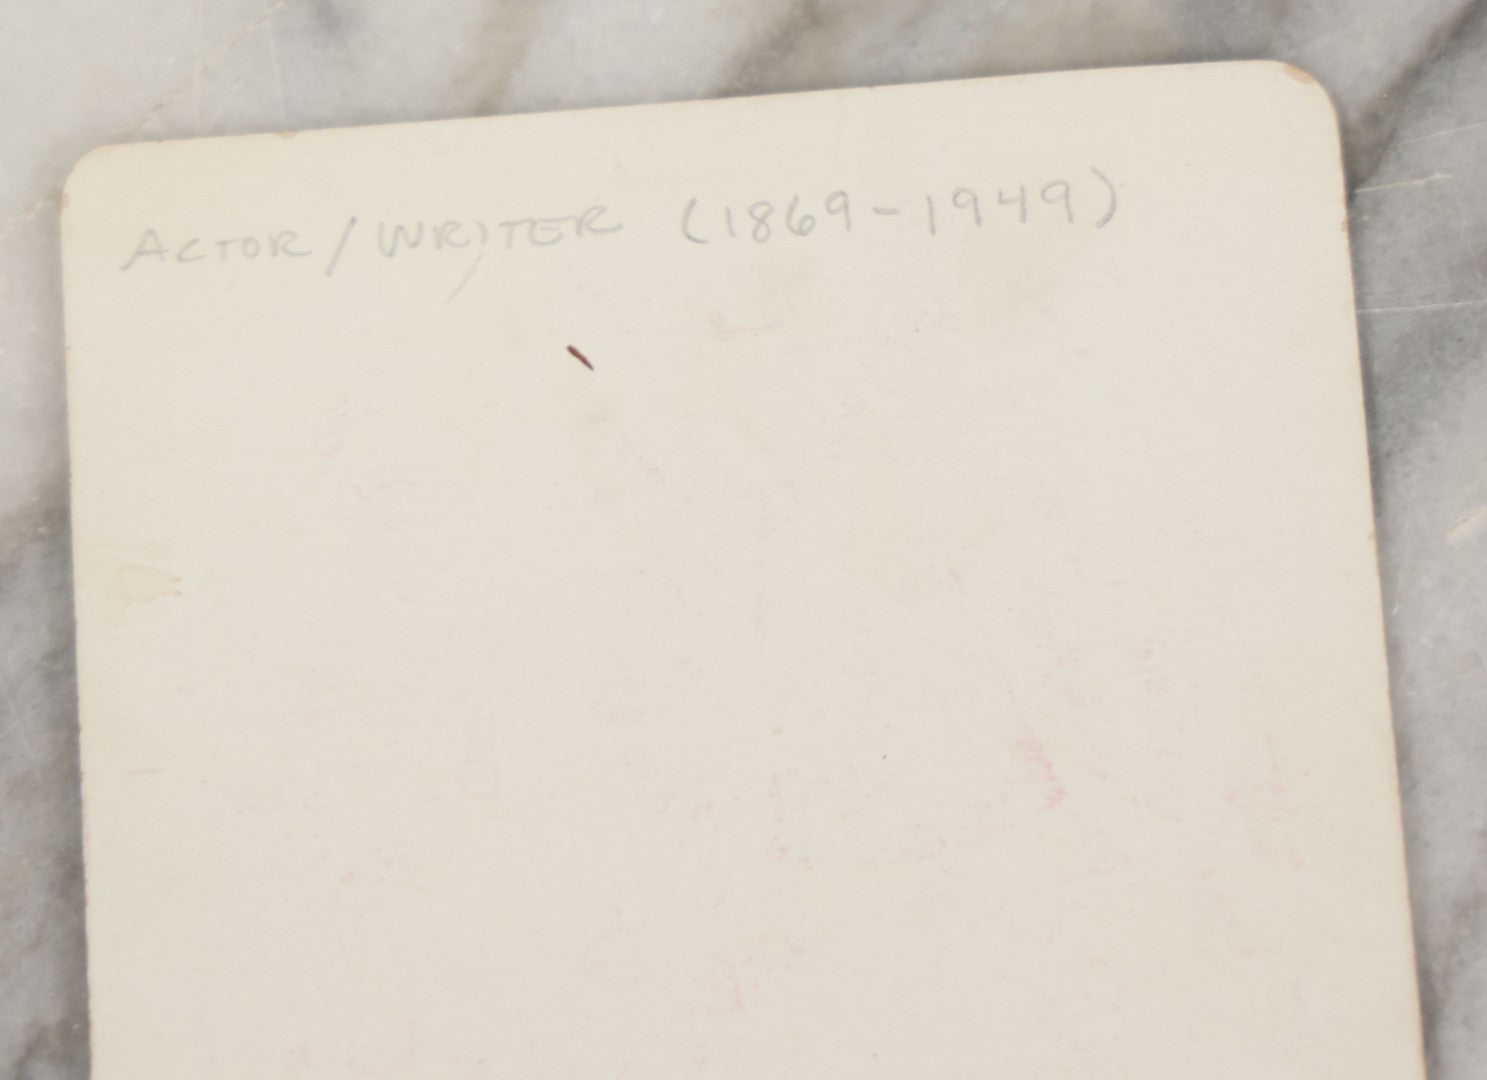 ACTOR / WRITER (1869-1949)